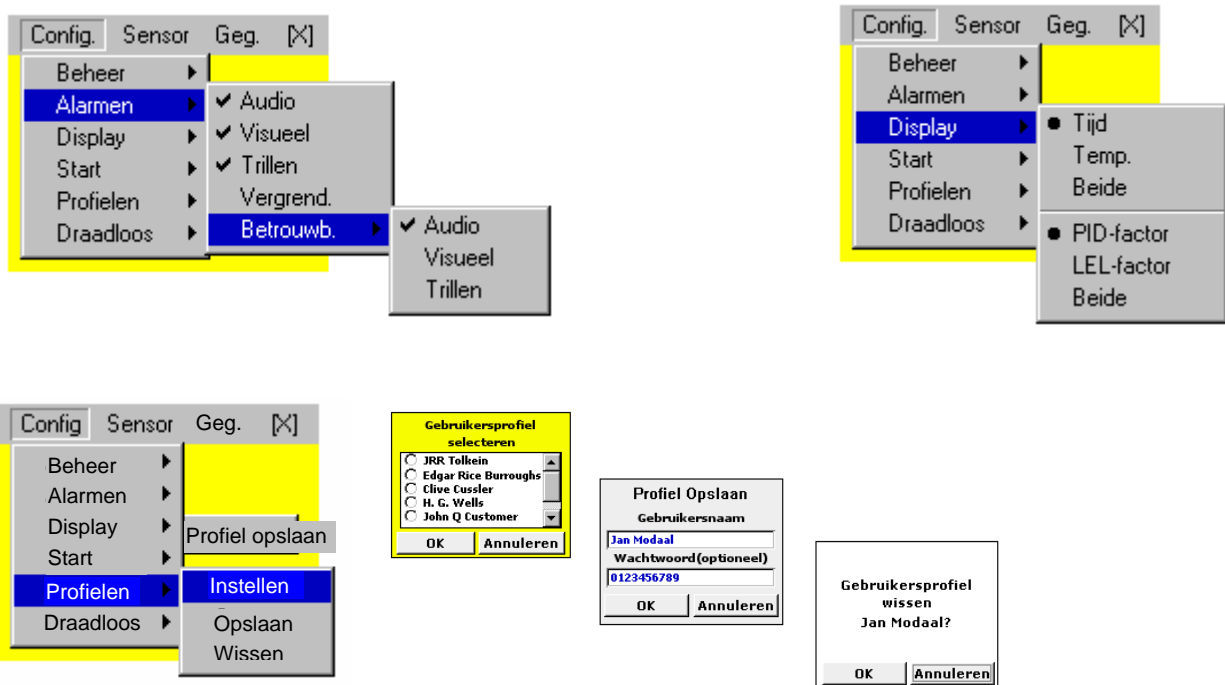 Config. Sensor Geg. [X]
Beheer
Alarmen
Display
Start
Profielen
Draadloos
Audio
Visueel
Trillen
Vergrend.
Betrouwb.
Audio
Visueel
Trillen
Config. Sensor Geg. [X]
Beheer
Alarmen
Display
Start
Profielen
Draadloos
Tijd
Temp.
Beide
PID-factor
LEL-factor
Beide
Config Sensor Geg. [X]
Beheer
Alarmen
Display
Start
Profielen
Draadloos
Profiel opslaan
Instellen
Opslaan
Wissen
Gebruikersprofiel
selecteren
JRR Tolkein
Edgar Rice Burroughs
Clive Cussler
H. G. Wells
John Q Customer
OK Annuleren
Profiel Opslaan
Gebruikersnaam
Jan Modaal
Wachtwoord(optioneel)
0123456789
OK Annuleren
Gebruikersprofiel
wissen
Jan Modaal?
OK Annuleren